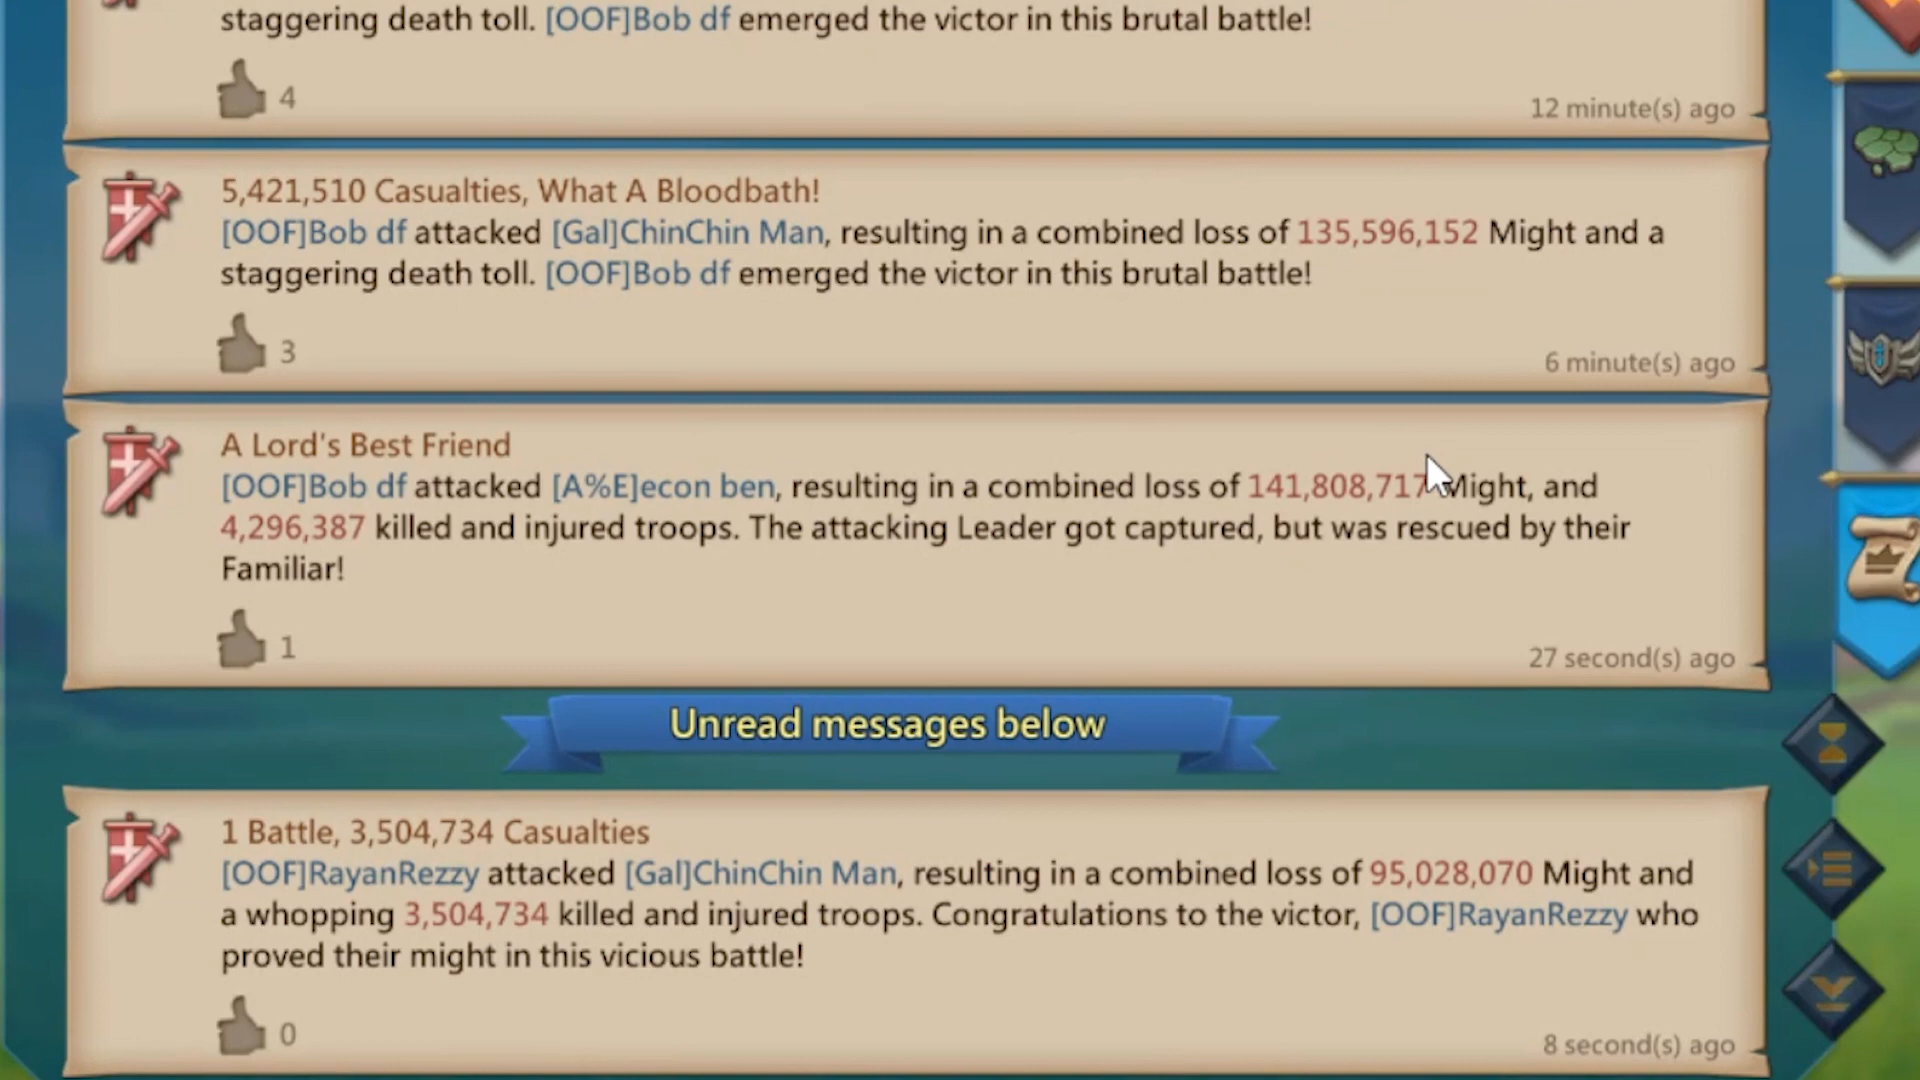 staggering death toll. [OOF]Bob df emerged the victor in this brutal battle!
4
12 minute(s) ago
5,421,510 Casualties, What A Bloodbath!
[OOF]Bob df attacked [Gal]ChinChin Man, resulting in a combined loss of 135,596,152 Might and a
staggering death toll. [OOF]Bob df emerged the victor in this brutal battle!
3
6 minute(s) ago
A Lord's Best Friend
[OOF]Bob df attacked [A%E]econ ben, resulting in a combined loss of 141,808,717 Might, and
4,296,387 killed and injured troops. The attacking Leader got captured, but was rescued by their
Familiar!
1
27 second(s) ago
Unread messages below
1 Battle, 3,504,734 Casualties
[OOF]RayanRezzy attacked [Gal]ChinChin Man, resulting in a combined loss of 95,028,070 Might and
a whopping 3,504,734 killed and injured troops. Congratulations to the victor, [OOF]RayanRezzy who
proved their might in this vicious battle!
0
8 second(s) ago